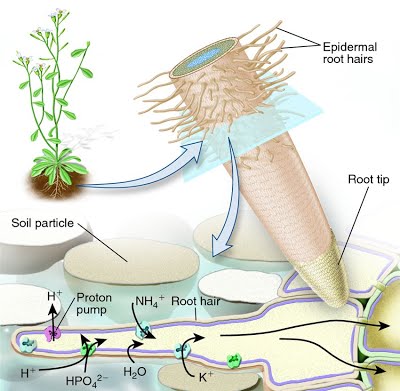 Epidermal
root hairs
Root tip
Soil particle
H⁺
Proton
pump
NH₄⁺
Root hair
H⁺
HPO₄²⁻
H₂O
K⁺